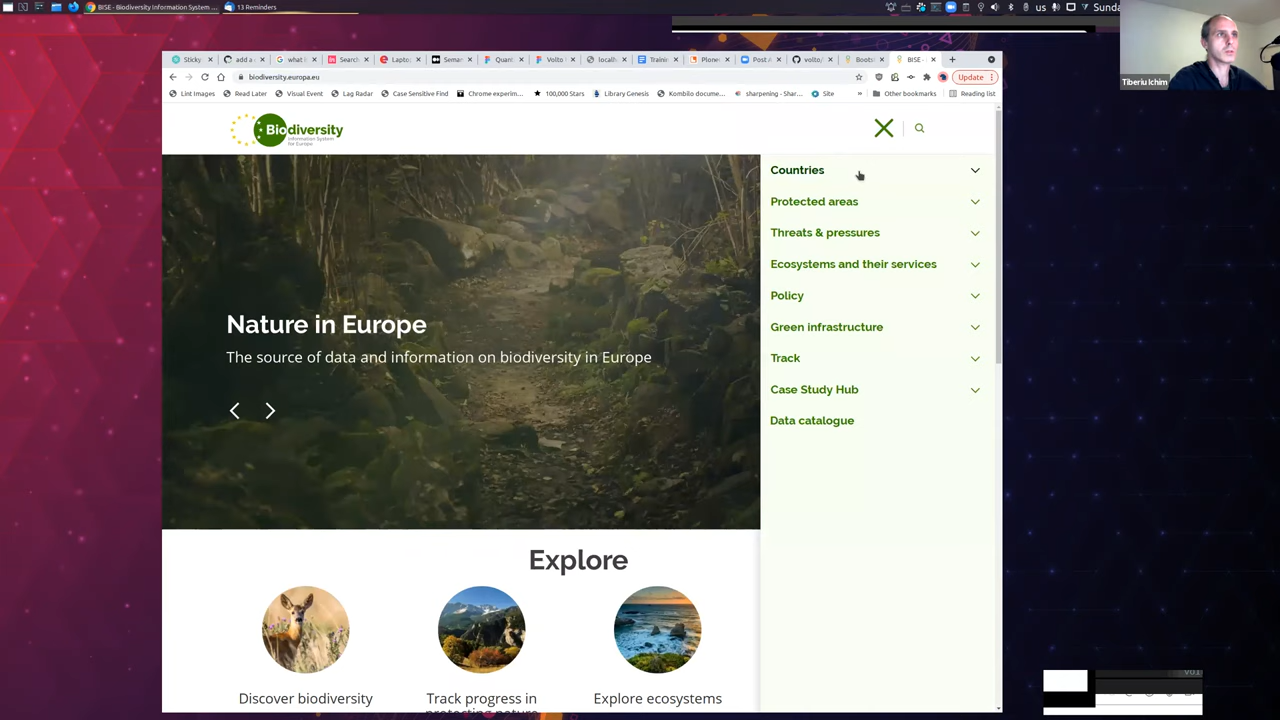 BISE - Biodiversity Information System ...
13 Reminders
us
Sunda
Tiberiu Ichim
Sticky
add a
what i
Search
Lapto
Sema
Quant
Volto
localh
Trainin
Plone
Post A
volto/
Boots
BISE -
biodiversity.europa.eu
Update
Lint Images
Read Later
Visual Event
Lag Radar
Case Sensitive Find
Chrome experim...
100,000 Stars
Library Genesis
Kombilo docume...
sharpening - Shar...
Site
»
Other bookmarks
Reading list
Biodiversity
Information System
for Europe
Countries
Protected areas
Threats & pressures
Ecosystems and their services
Policy
Green infrastructure
Track
Case Study Hub
Data catalogue
Nature in Europe
The source of data and information on biodiversity in Europe
Explore
Discover biodiversity
Track progress in
protecting nature
Explore ecosystems